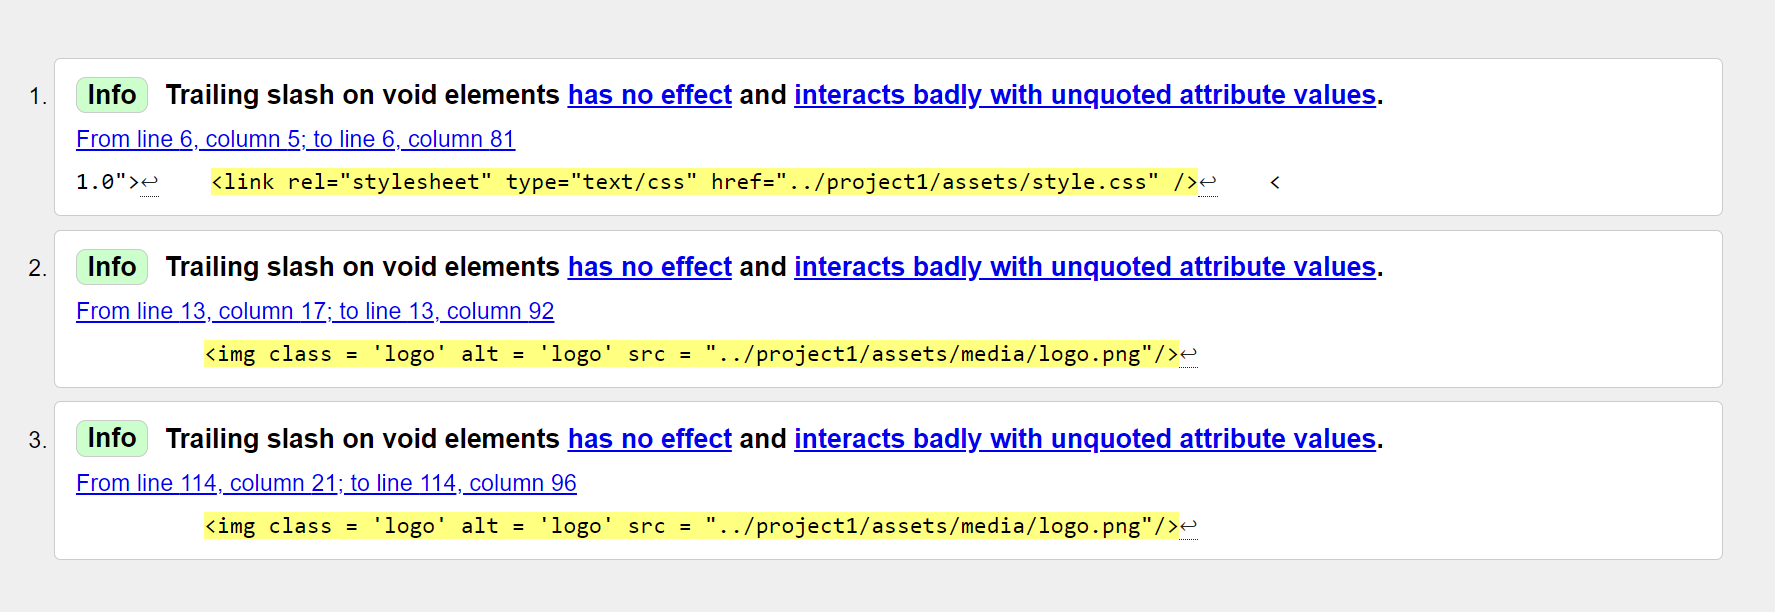 1. Info Trailing slash on void elements has no effect and interacts badly with unquoted attribute values.
From line 6, column 5; to line 6, column 81
1.0">↩    <link rel="stylesheet" type="text/css" href="../project1/assets/style.css" />↩    <
2. Info Trailing slash on void elements has no effect and interacts badly with unquoted attribute values.
From line 13, column 17; to line 13, column 92
<img class = 'logo' alt = 'logo' src = "../project1/assets/media/logo.png"/>↩
3. Info Trailing slash on void elements has no effect and interacts badly with unquoted attribute values.
From line 114, column 21; to line 114, column 96
<img class = 'logo' alt = 'logo' src = "../project1/assets/media/logo.png"/>↩